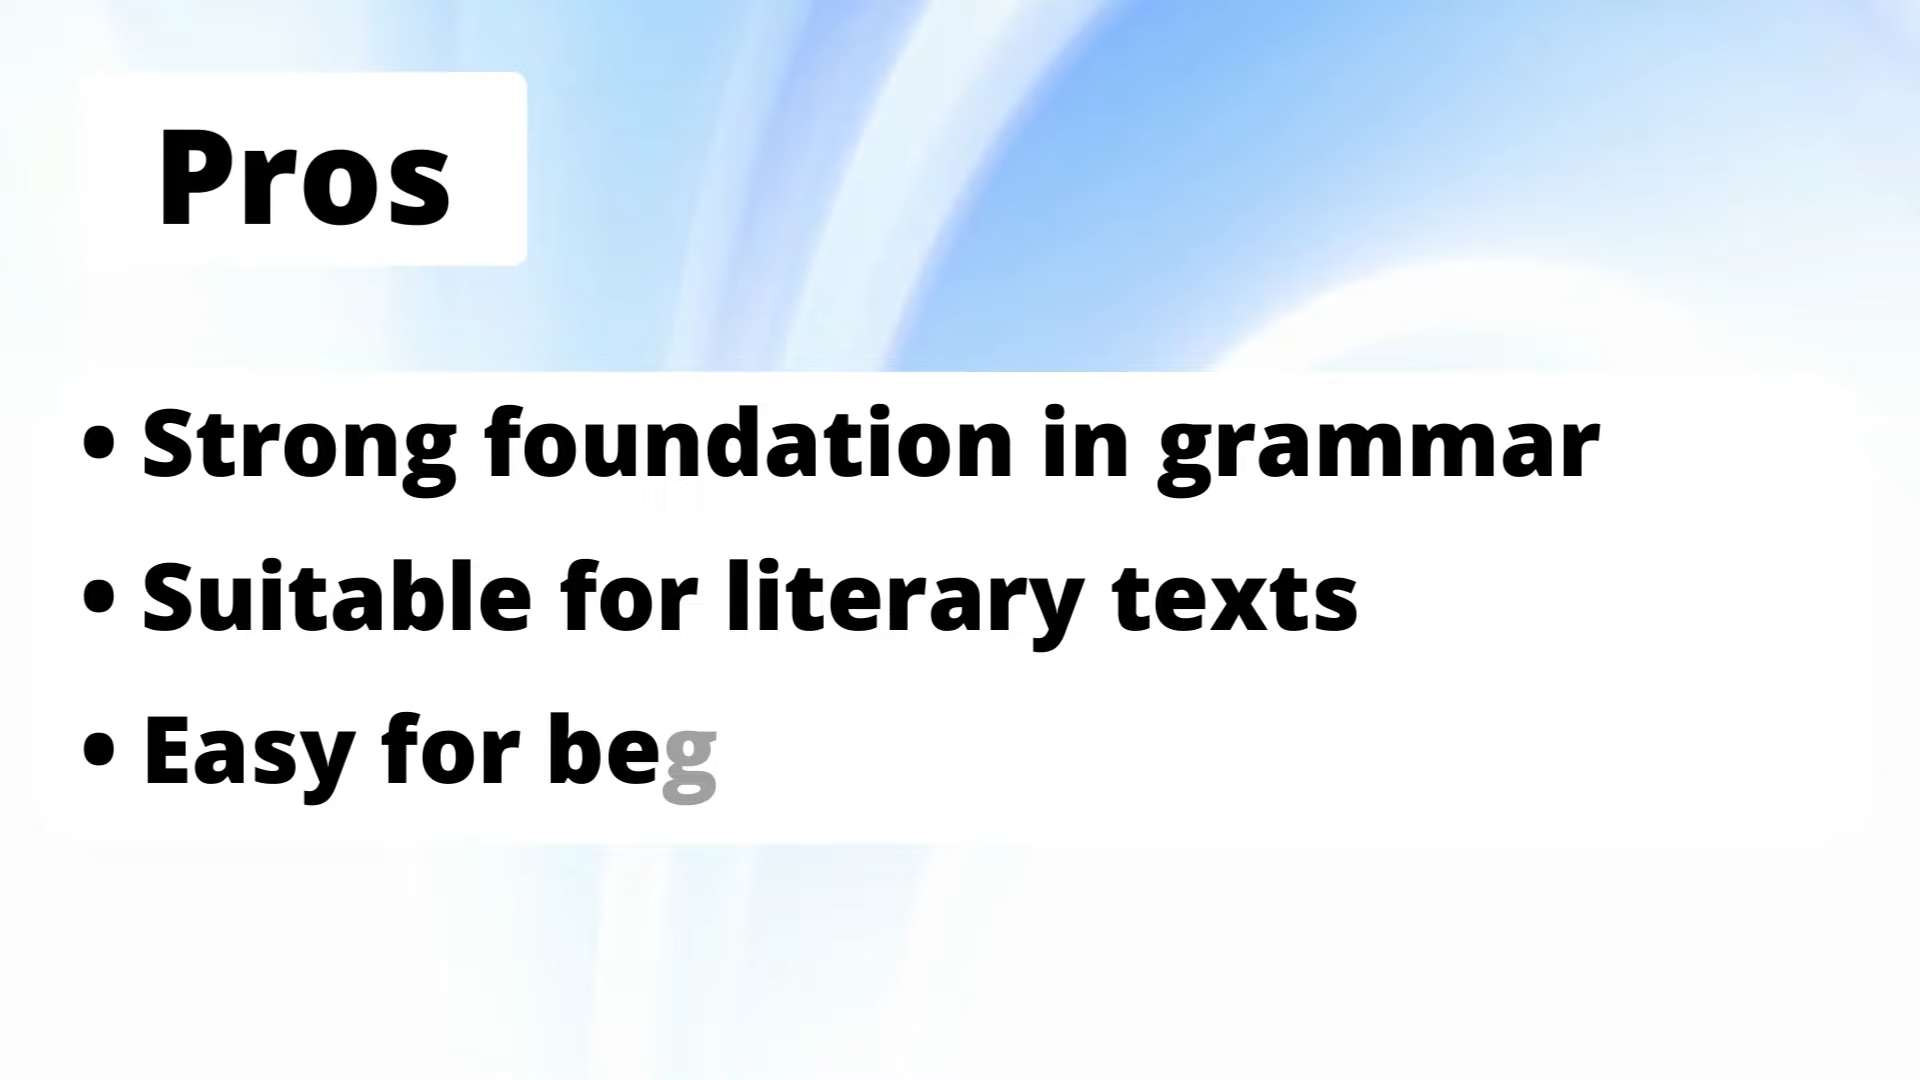 Pros
• Strong foundation in grammar
• Suitable for literary texts
• Easy for beg